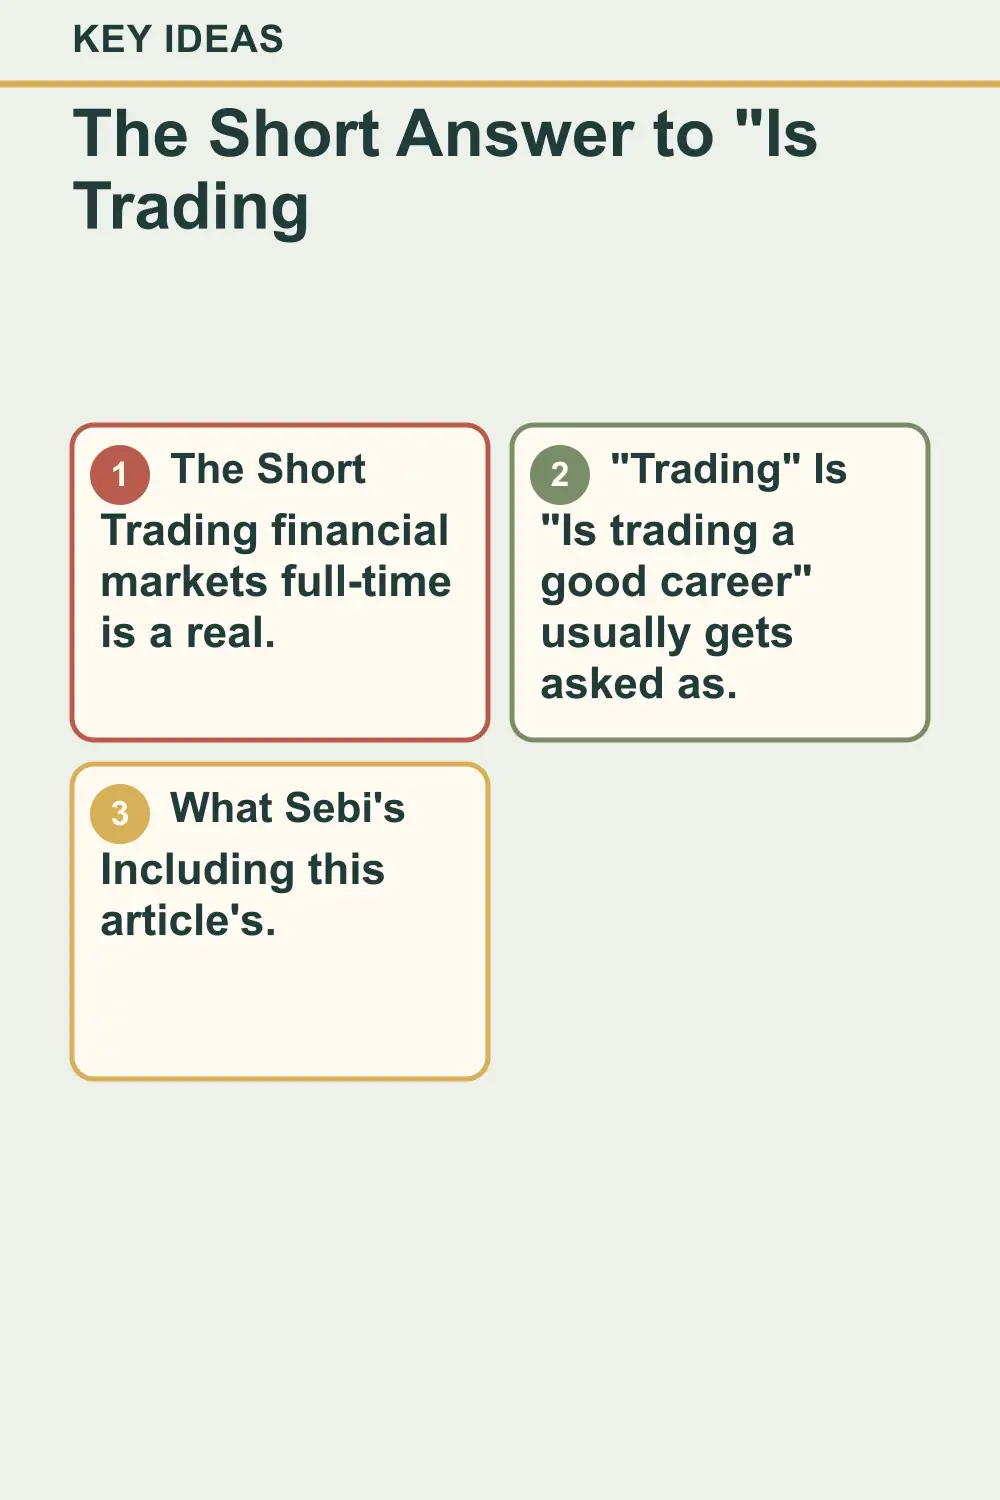 KEY IDEAS
The Short Answer to "Is
Trading
1 The Short
Trading financial
markets full-time
is a real.
2 "Trading" Is
"Is trading a
good career"
usually gets
asked as.
3 What Sebi's
Including this
article's.